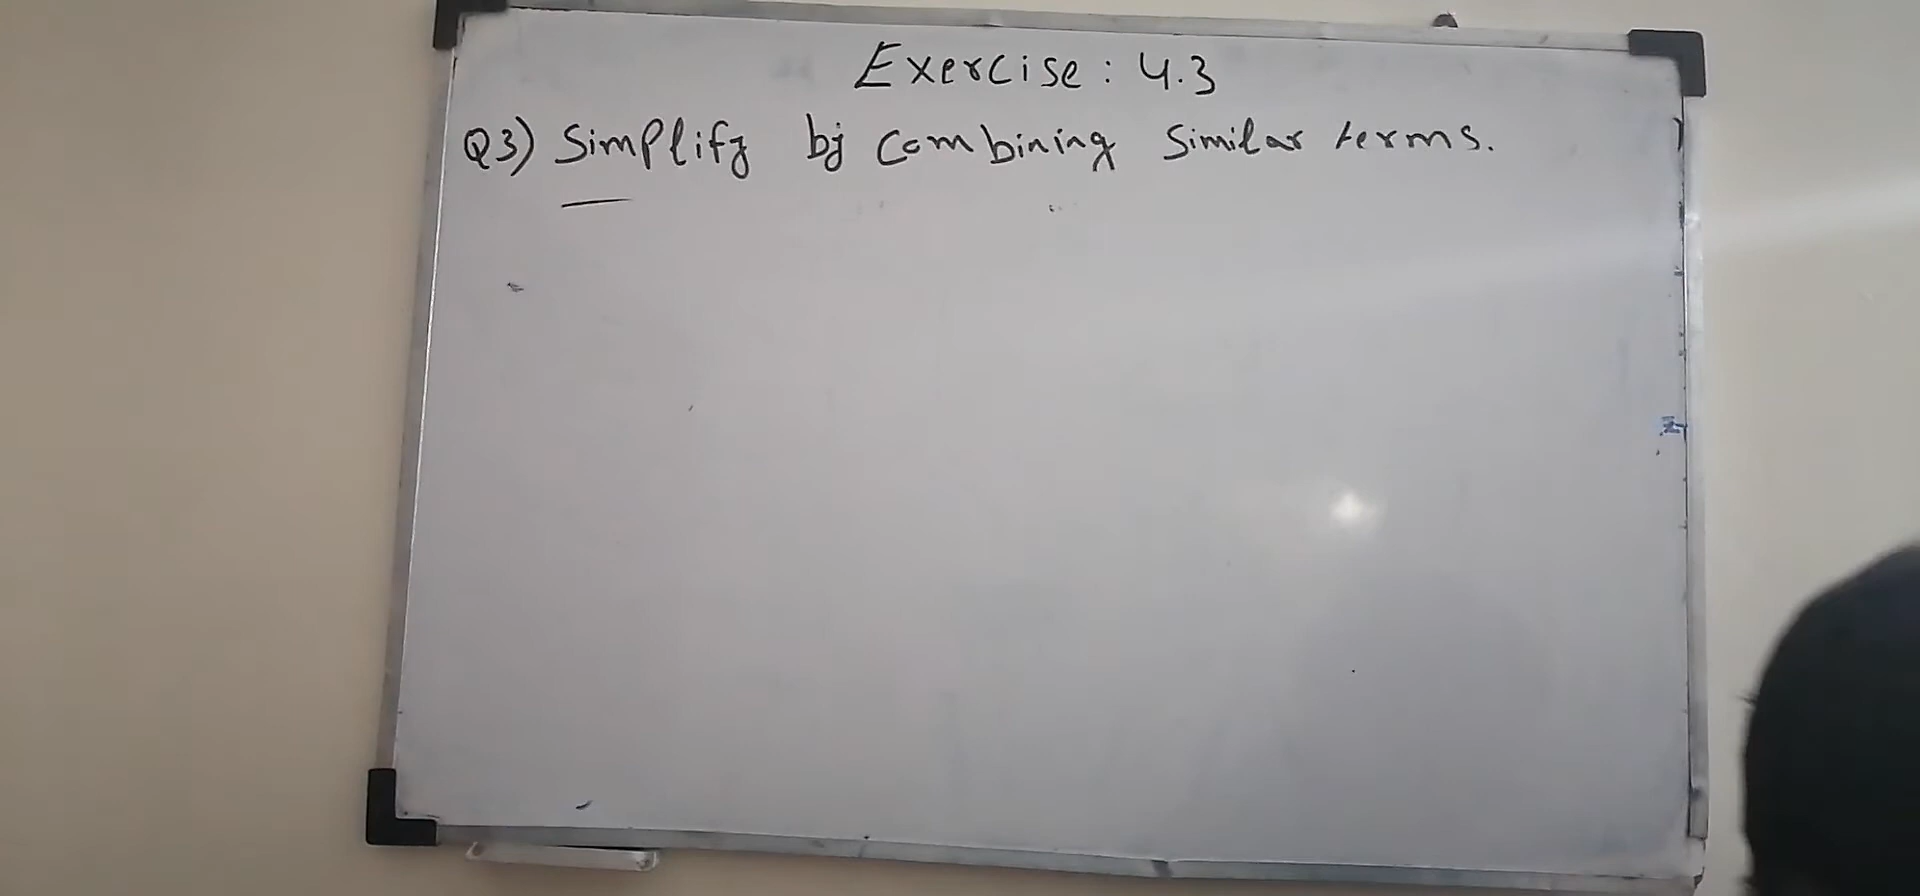 Exercise : 4.3
Q3) Simplify by Combining Similar terms.